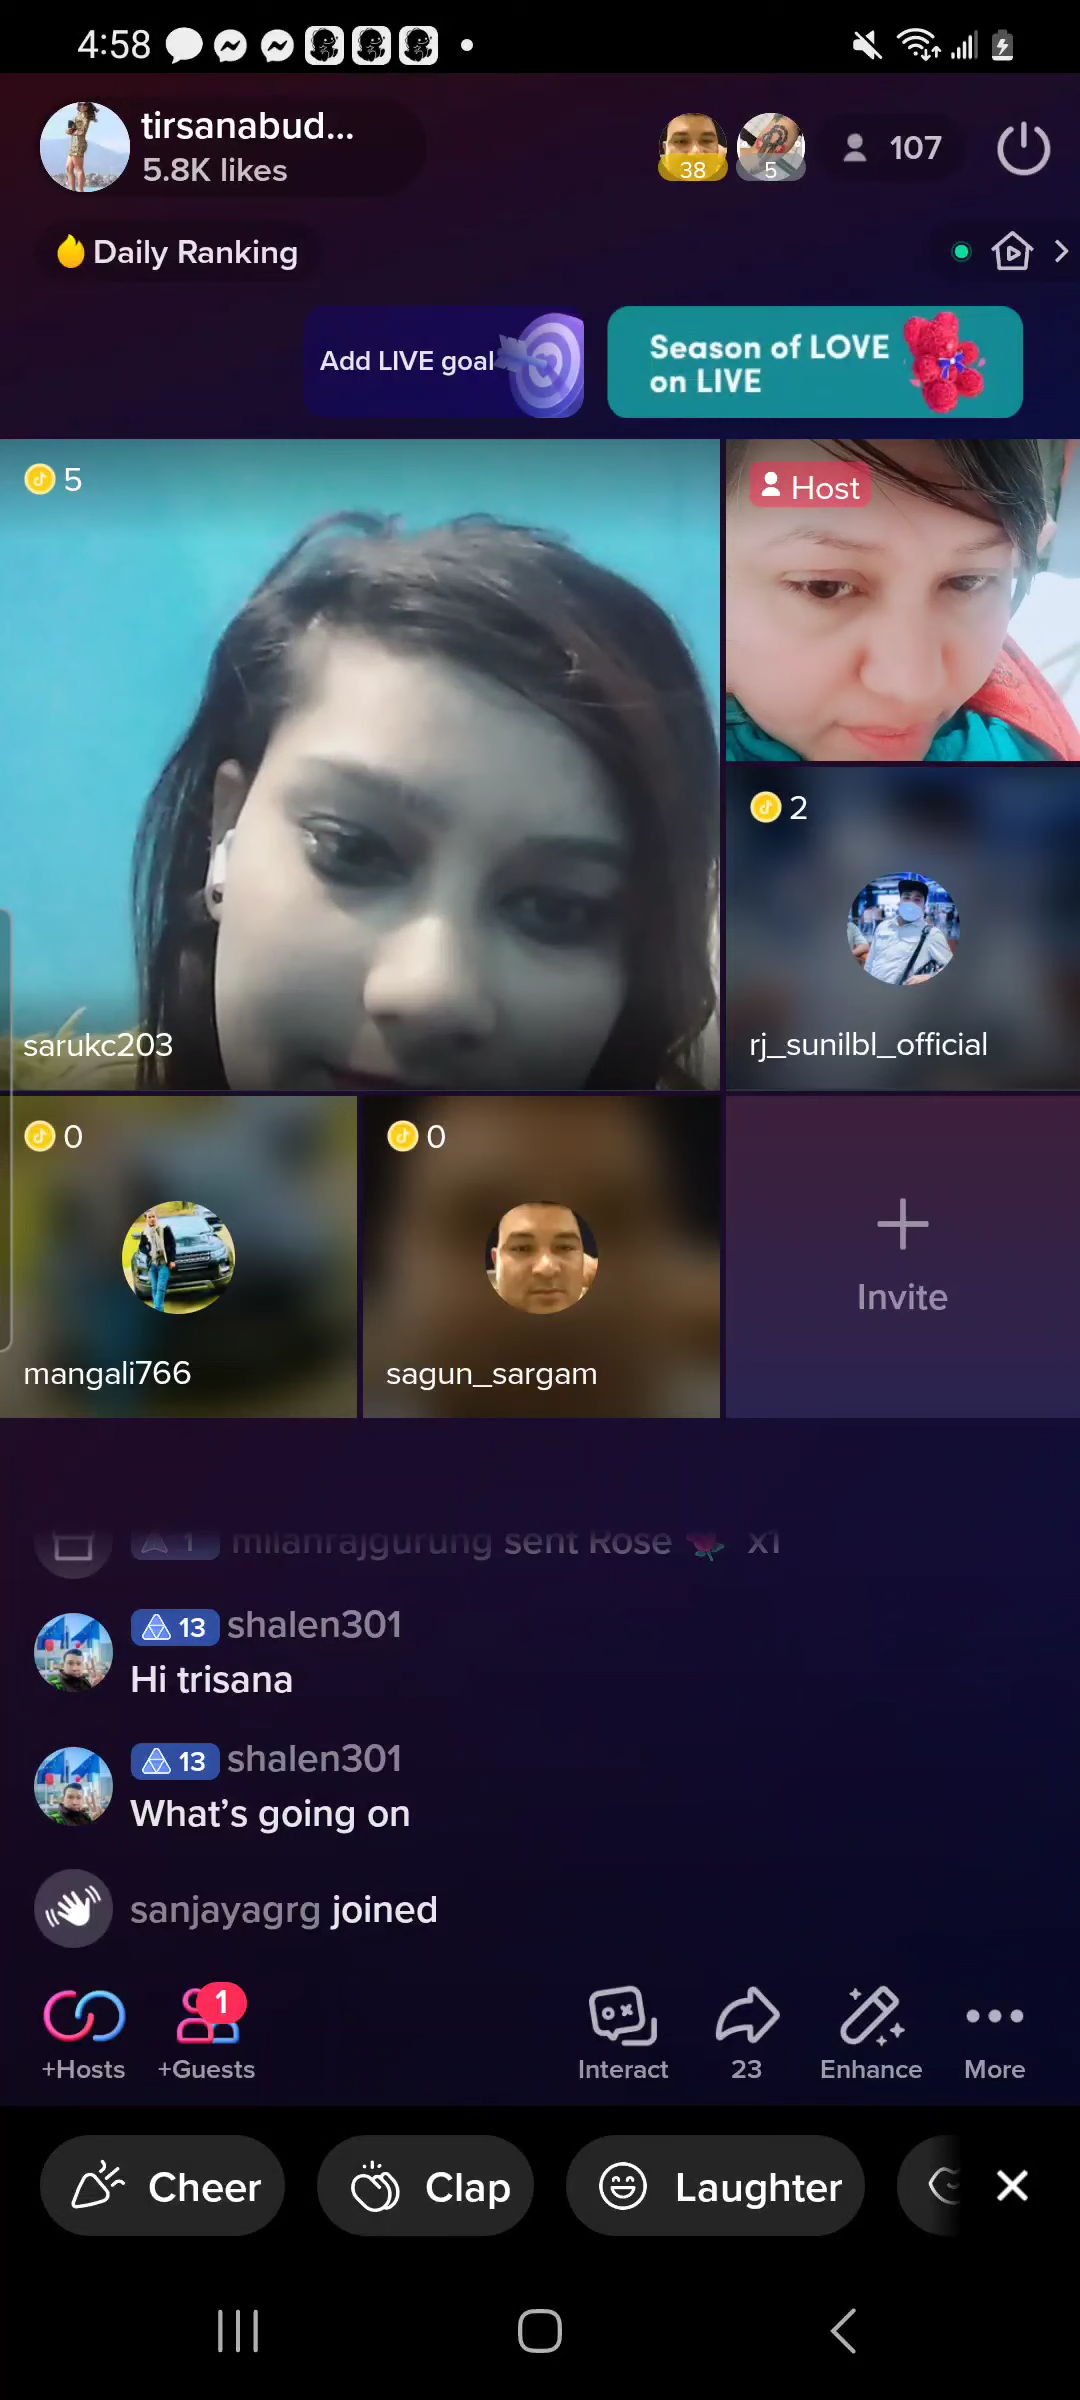 4:58
tirsanabud...
5.8K likes
38
5
107
Daily Ranking
Add LIVE goal
Season of LOVE
on LIVE
5
Host
2
sarukc203
rj_sunilbl_official
0
0
mangali766
sagun_sargam
Invite
1 milanrajgurung sent Rose x1
13 shalen301
Hi trisana
13 shalen301
What's going on
sanjayagrg joined
1
+Hosts
+Guests
Interact
23
Enhance
More
Cheer
Clap
Laughter